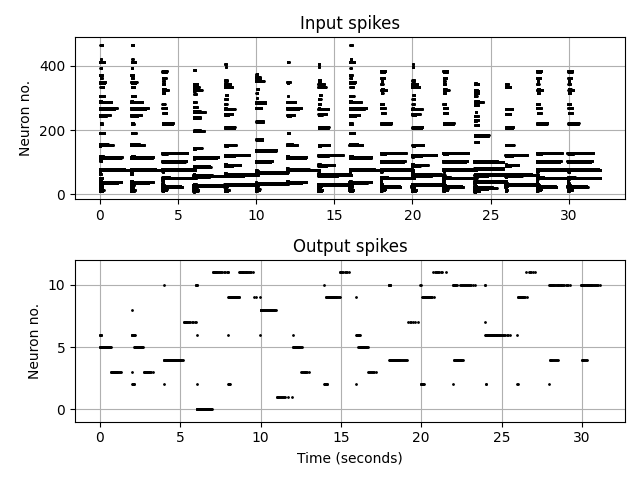 Input spikes
Neuron no.
400
200
0
0 5 10 15 20 25 30
Output spikes
Neuron no.
10
5
0
0 5 10 15 20 25 30
Time (seconds)